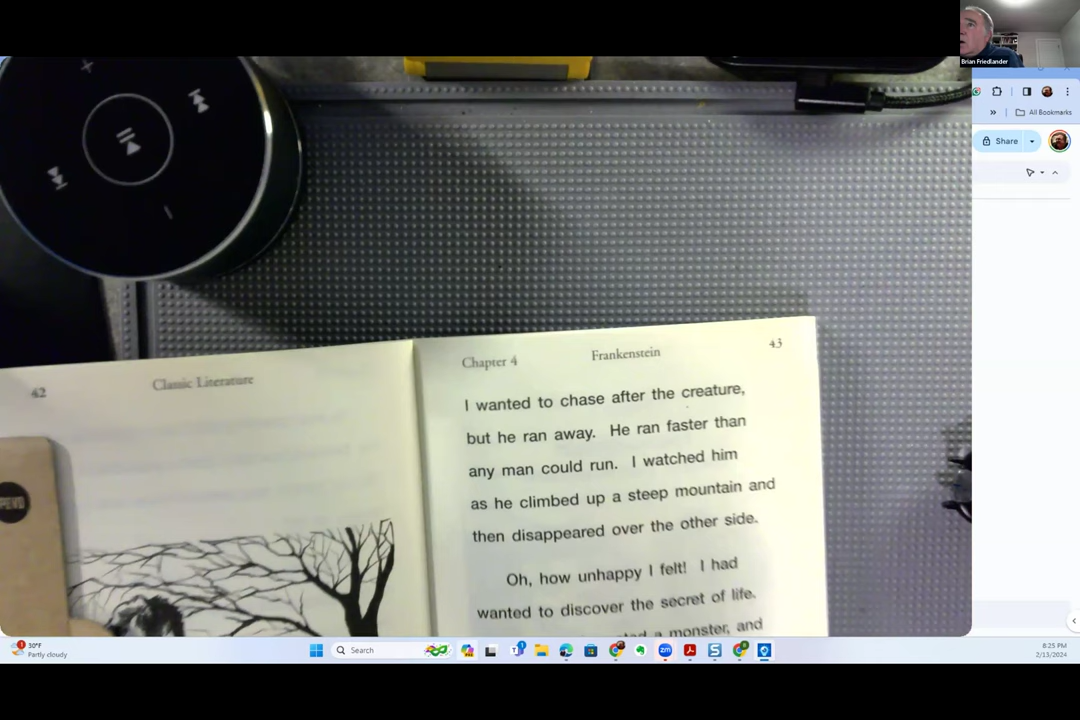 Brian Friedlander
All Bookmarks
Share
42
Classic Literature
Chapter 4
Frankenstein
43
I wanted to chase after the creature,
but he ran away. He ran faster than
any man could run. I watched him
as he climbed up a steep mountain and
then disappeared over the other side.
Oh, how unhappy I felt! I had
wanted to discover the secret of life.
a monster, and
30°F
Partly cloudy
Search
8:25 PM
2/13/2024